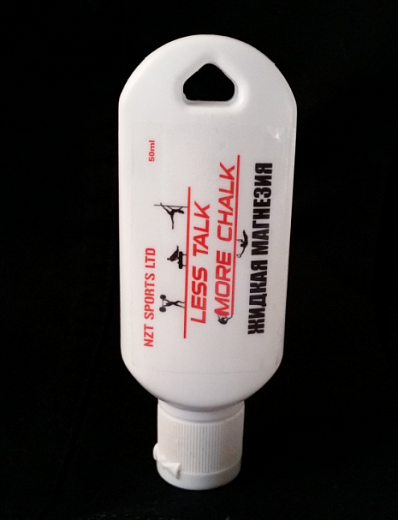 50ml
NZT SPORTS LTD
LESS TALK
MORE CHALK
ЖИДКАЯ МАГНЕЗИЯ